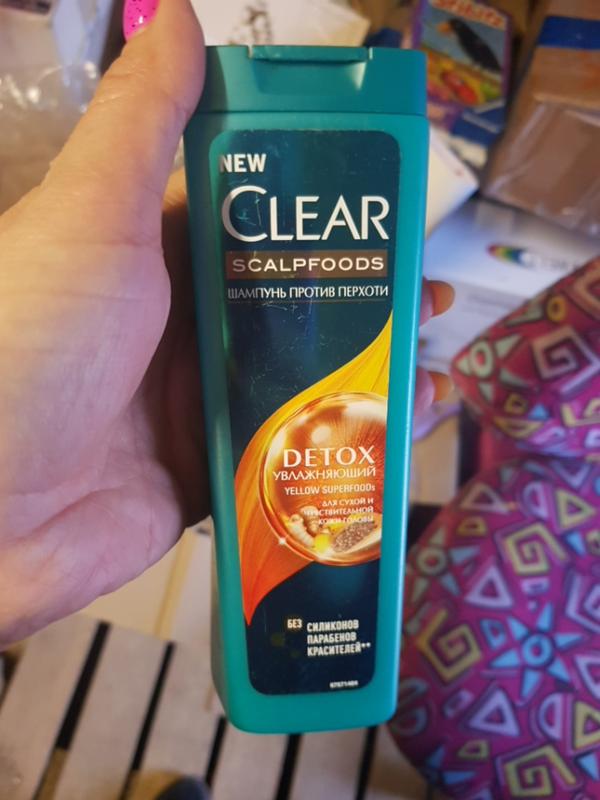 NEW
CLEAR
SCALPFOODS
ШАМПУНЬ ПРОТИВ ПЕРХОТИ
DETOX
УВЛАЖНЯЮЩИЙ
YELLOW SUPERFOODs
ДЛЯ СУХОЙ И
ЧУВСТВИТЕЛЬНОЙ
КОЖИ ГОЛОВЫ
БЕЗ СИЛИКОНОВ
ПАРАБЕНОВ
КРАСИТЕЛЕЙ**